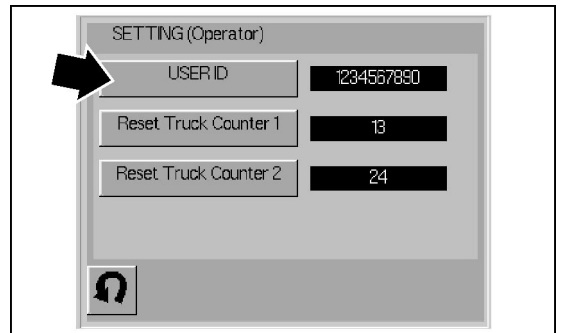 SETTING (Operator)
USER ID 1234567890
Reset Truck Counter 1 13
Reset Truck Counter 2 24